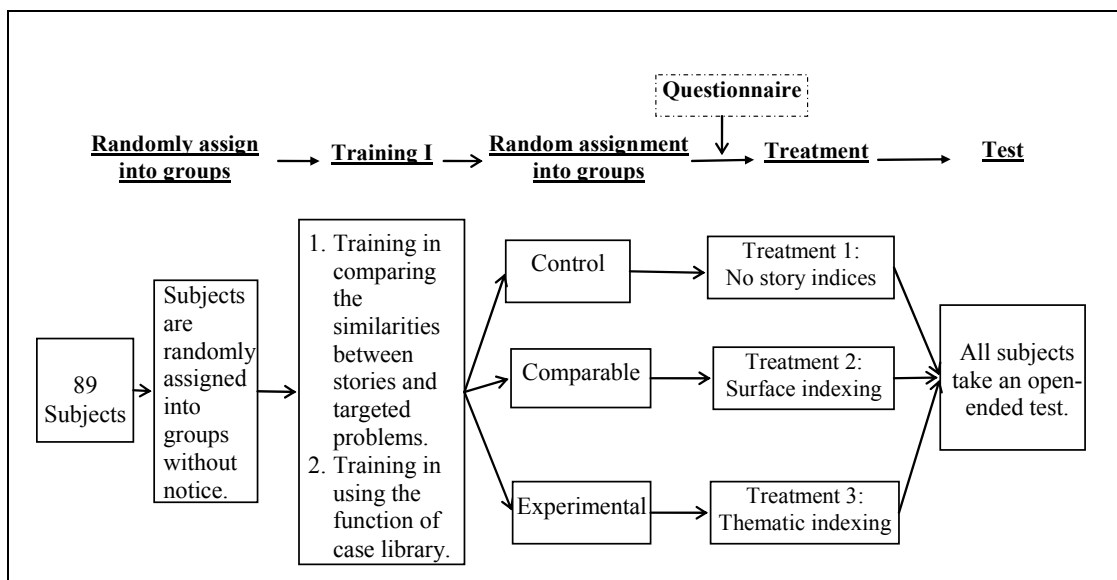 Questionnaire
Randomly assign
into groups
Training I
Random assignment
into groups
Treatment
Test
89
Subjects
Subjects
are
randomly
assigned
into
groups
without
notice.
1. Training in
comparing
the
similarities
between
stories and
targeted
problems.
2. Training in
using the
function of
case library.
Control
Comparable
Experimental
Treatment 1:
No story indices
Treatment 2:
Surface indexing
Treatment 3:
Thematic indexing
All subjects
take an open-
ended test.